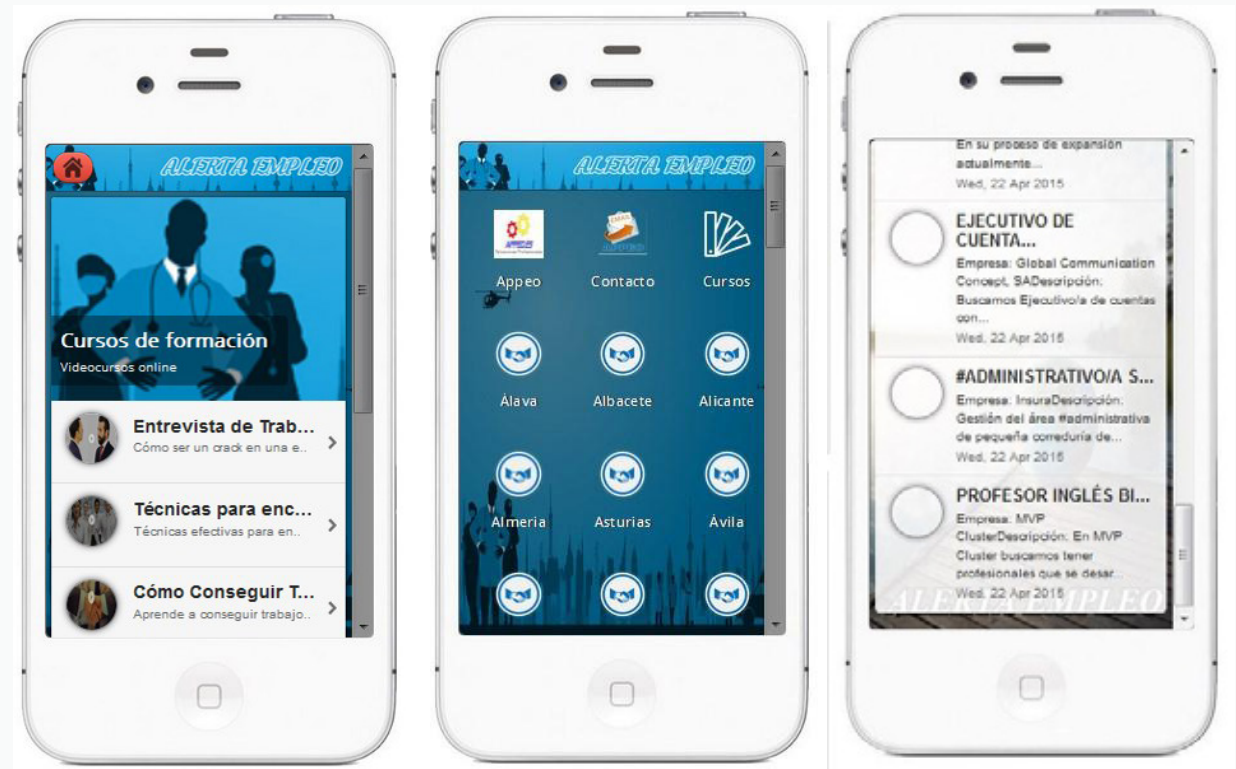 ALERTA EMPLEO
Cursos de formación
Videocursos online
Entrevista de Trab...
Cómo ser un crack en una e..
Técnicas para enc...
Técnicas efectivas para en..
Cómo Conseguir T...
Aprende a conseguir trabajo..
ALERTA EMPLEO
EMAIL
Appeo
Contacto
Cursos
Álava
Albacete
Alicante
Almeria
Asturias
Ávila
En su proceso de expansión
actualmente...
Wed, 22 Apr 2015
EJECUTIVO DE
CUENTA...
Empresa: Global Communication
Concept, SADescripción:
Buscamos Ejecutivo/a de cuentas
con...
Wed, 22 Apr 2015
#ADMINISTRATIVO/A S...
Empresa: InsuraDescripción:
Gestión del área #administrativa
de pequeña correduría de...
Wed, 22 Apr 2015
PROFESOR INGLÉS BI...
Empresa: MVP
ClusterDescripción: En MVP
Cluster buscamos tener
profesionales que se desar...
Wed, 22 Apr 2015
ALERTA EMPLEO